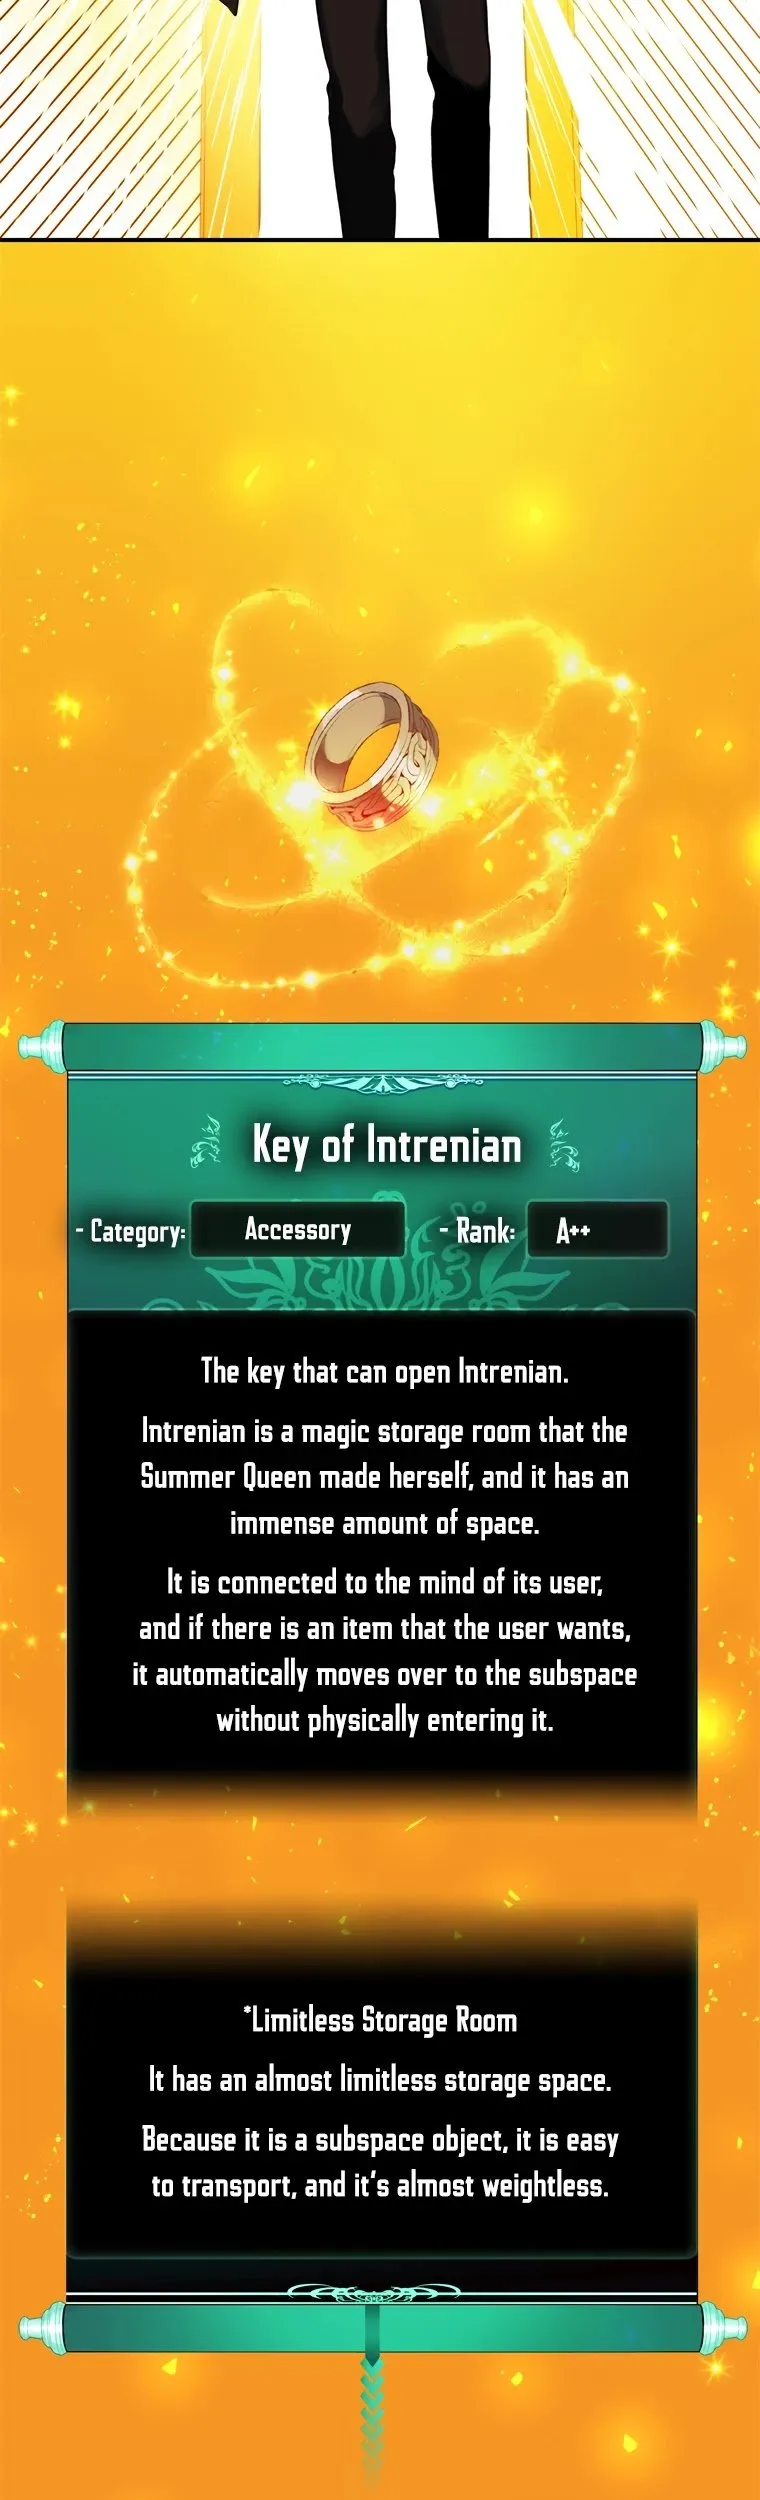 Key of Intrenian
- Category: Accessory - Rank: A++
The key that can open Intrenian.
Intrenian is a magic storage room that the
Summer Queen made herself, and it has an
immense amount of space.
It is connected to the mind of its user,
and if there is an item that the user wants,
it automatically moves over to the subspace
without physically entering it.
*Limitless Storage Room
It has an almost limitless storage space.
Because it is a subspace object, it is easy
to transport, and it's almost weightless.